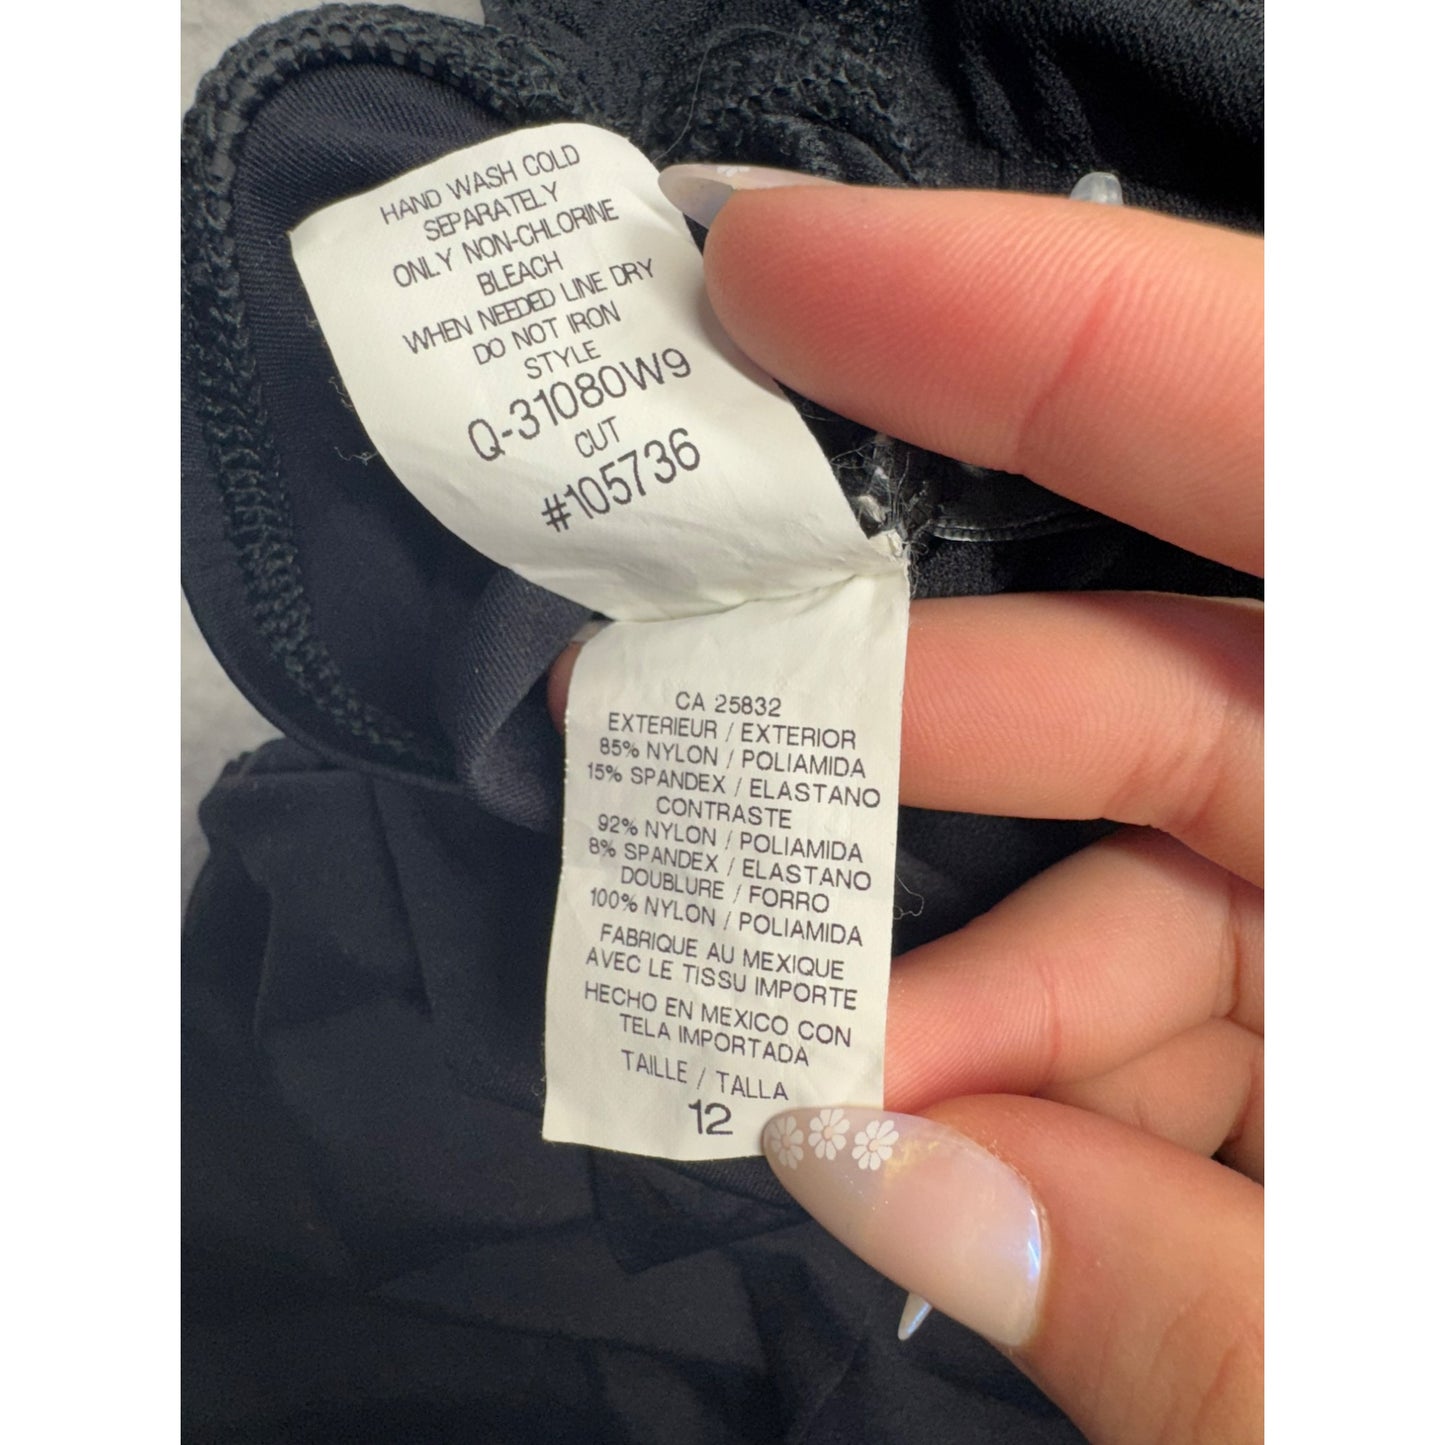 HAND WASH COLD
SEPARATELY
ONLY NON-CHLORINE
BLEACH
WHEN NEEDED LINE DRY
DO NOT IRON
STYLE
Q-31080W9
CUT
#105736
CA 25832
EXTERIEUR / EXTERIOR
85% NYLON / POLIAMIDA
15% SPANDEX / ELASTANO
CONTRASTE
92% NYLON / POLIAMIDA
8% SPANDEX / ELASTANO
DOUBLURE / FORRO
100% NYLON / POLIAMIDA
FABRIQUE AU MEXIQUE
AVEC LE TISSU IMPORTE
HECHO EN MEXICO CON
TELA IMPORTADA
TAILLE / TALLA
12